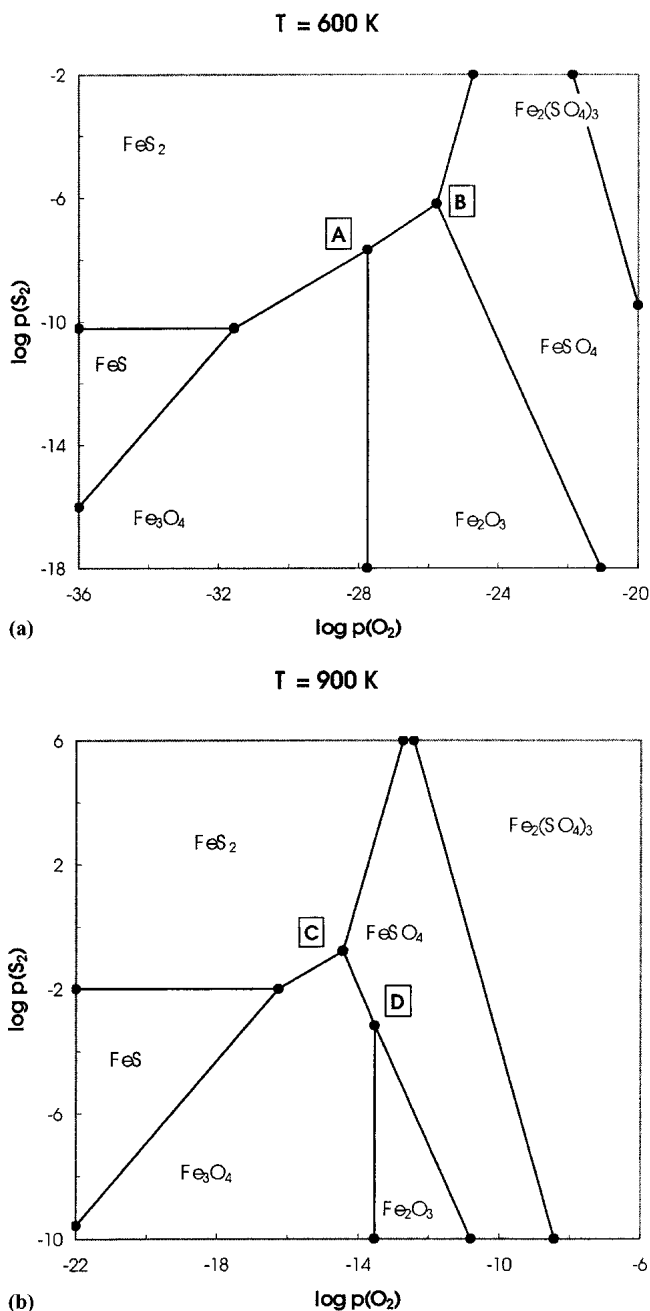 T = 600 K
-2
Fe₂(SO₄)₃
FeS₂
-6
B
A
log p(S₂)
-10
FeS
FeSO₄
-14
Fe₃O₄
Fe₂O₃
-18
-36 -32 -28 -24 -20
(a)
log p(O₂)
T = 900 K
6
Fe₂(SO₄)₃
FeS₂
2
C
FeSO₄
log p(S₂)
-2
D
FeS
-6
Fe₃O₄
Fe₂O₃
-10
-22 -18 -14 -10 -6
(b)
log p(O₂)